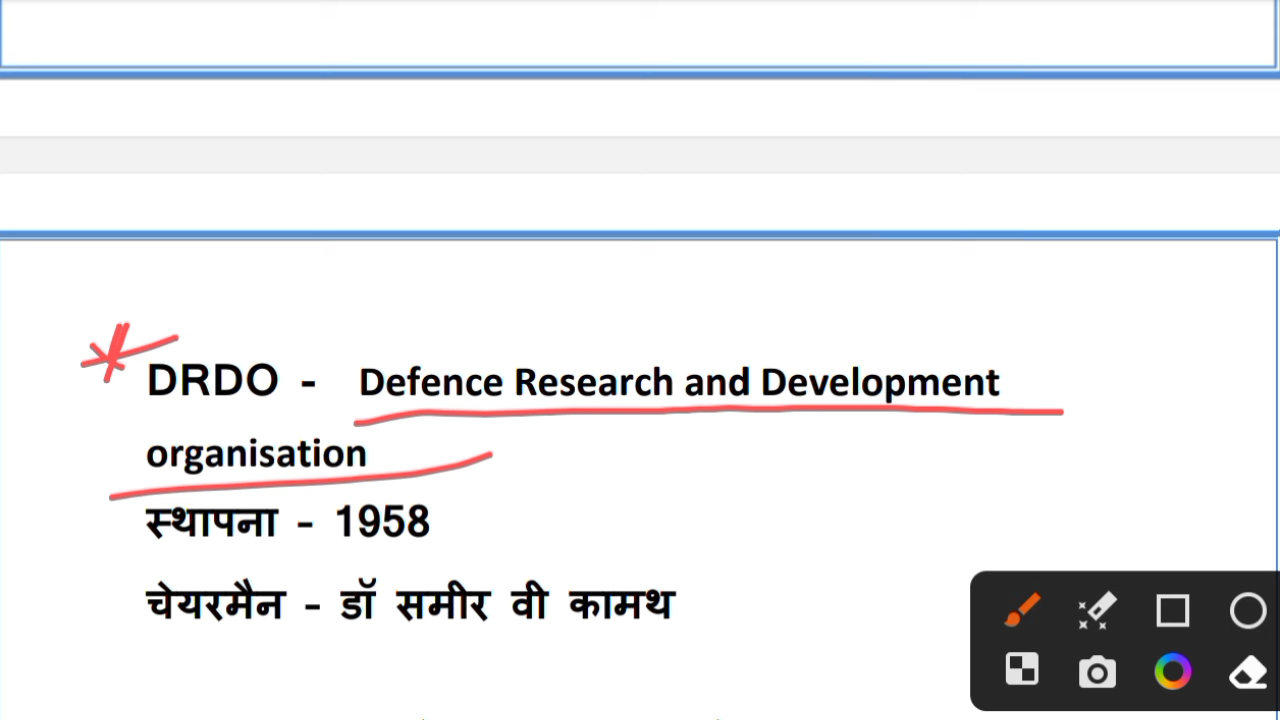 DRDO - Defence Research and Development
organisation
स्थापना - 1958
चेयरमैन - डॉ समीर वी कामथ